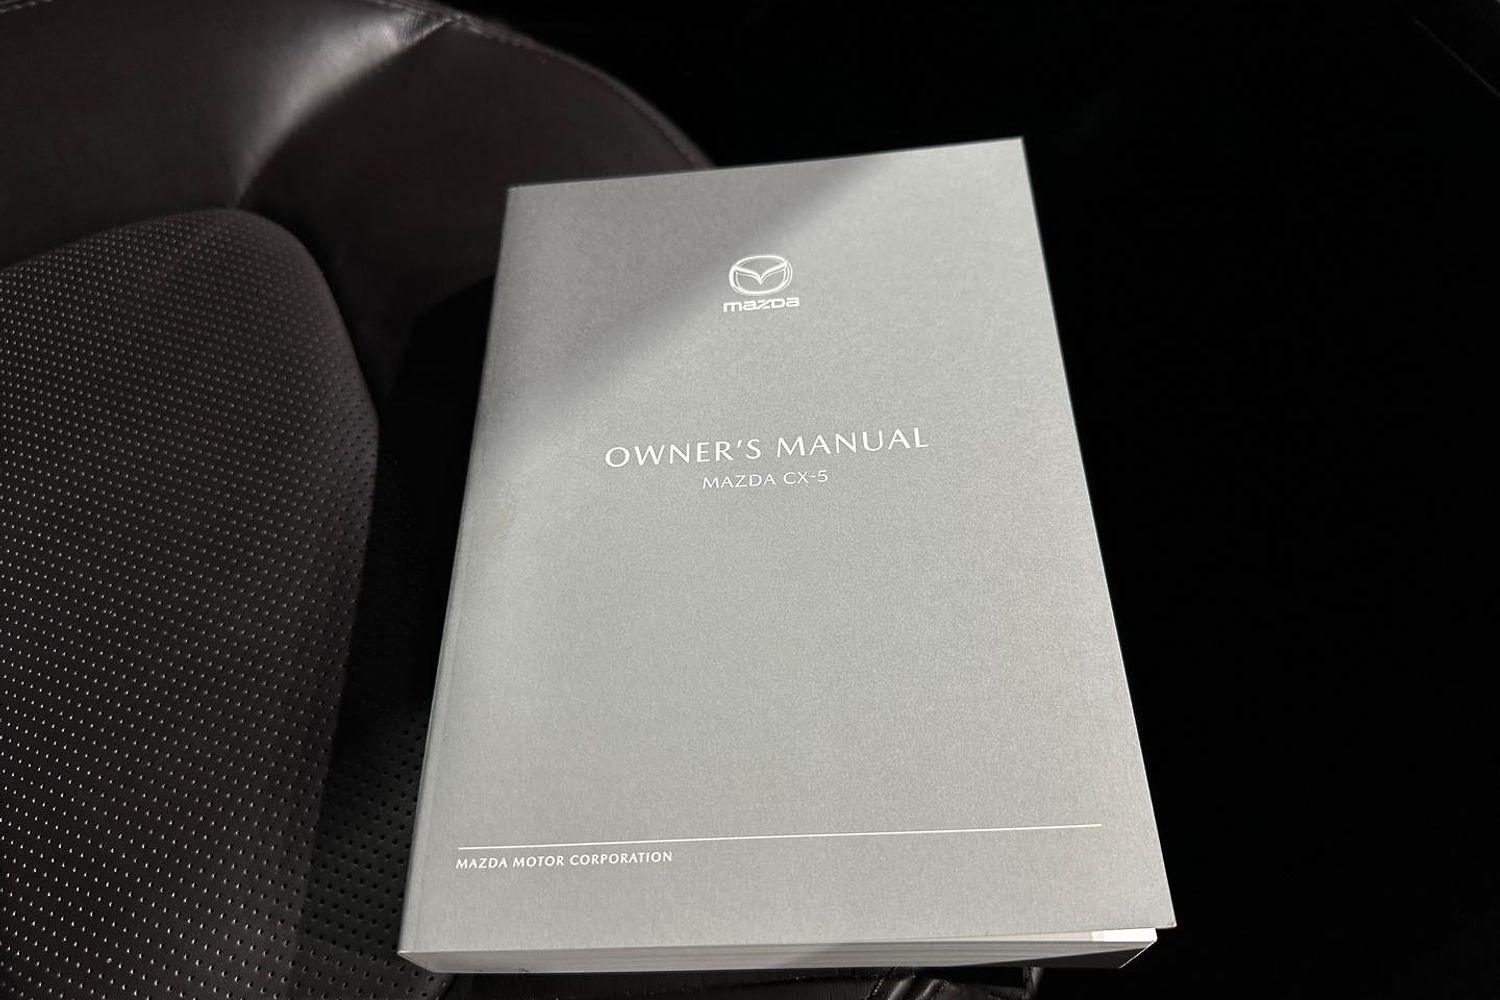 mazda
OWNER'S MANUAL
MAZDA CX-5
MAZDA MOTOR CORPORATION